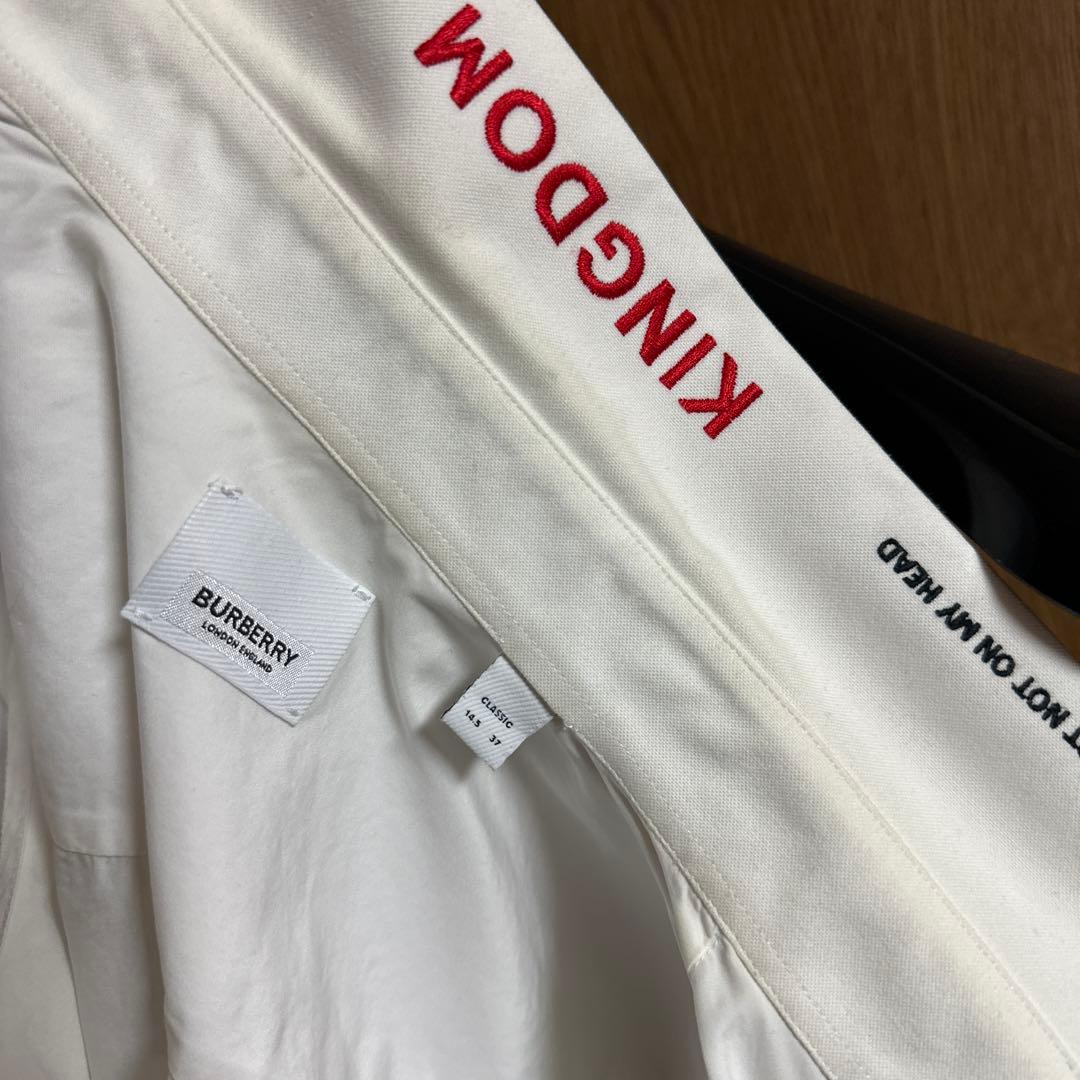 KINGDOM
T NOT ON MY HEAD
BURBERRY
LONDON ENGLAND
CLASSIC
14.5 37